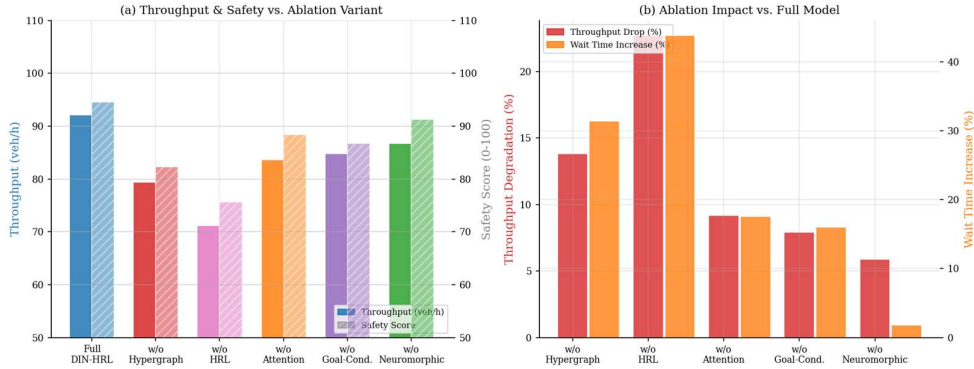 (a) Throughput & Safety vs. Ablation Variant
Throughput (veh/h)
110
100
90
80
70
60
50
110
100
90
80
70
60
50
Safety Score (0-100)
Throughput (veh/h)
Safety Score
Full
DIN-HRL
w/o
Hypergraph
w/o
HRL
w/o
Attention
w/o
Goal-Cond.
w/o
Neuromorphic
(b) Ablation Impact vs. Full Model
Throughput Degradation (%)
20
15
10
5
0
Throughput Drop (%)
Wait Time Increase (%)
40
30
20
10
0
Wait Time Increase (%)
w/o
Hypergraph
w/o
HRL
w/o
Attention
w/o
Goal-Cond.
w/o
Neuromorphic